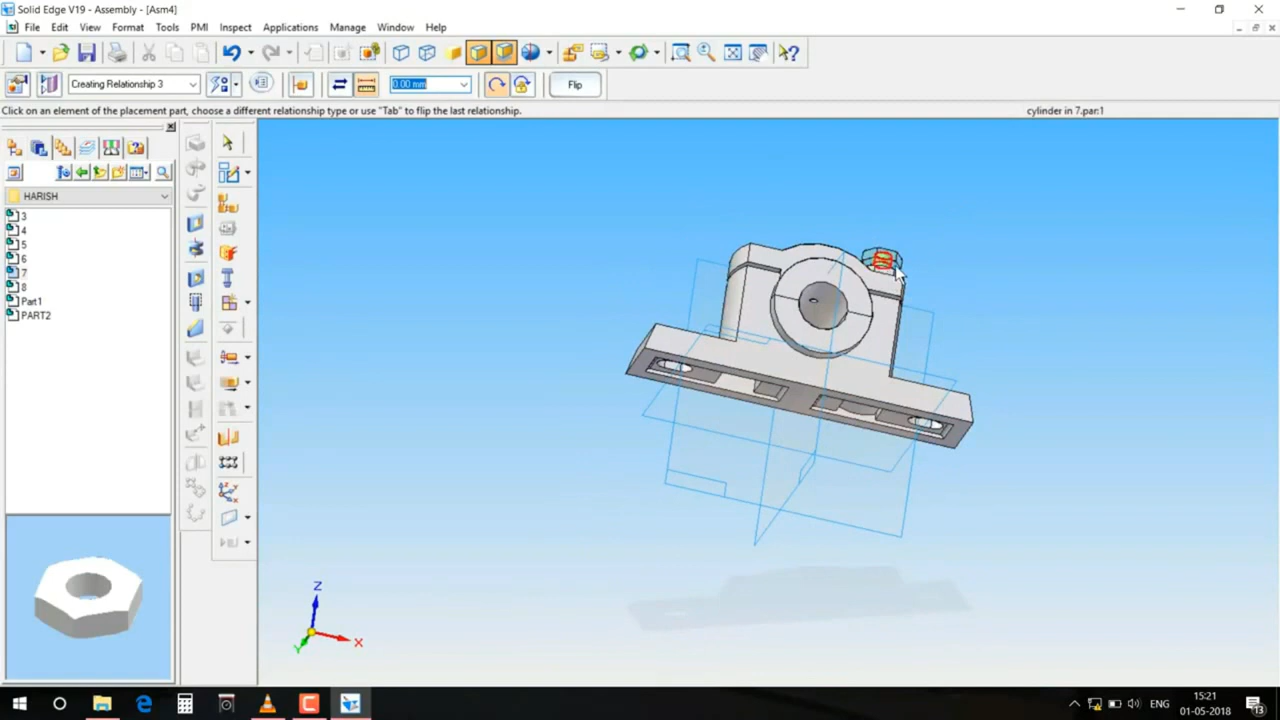 Solid Edge V19 - Assembly - [Asm4]
File Edit View Format Tools PMI Inspect Applications Manage Window Help
Creating Relationship 3
0.00 mm
Flip
Click on an element of the placement part, choose a different relationship type or use "Tab" to flip the last relationship.
cylinder in 7.par:1
HARISH
3
4
5
6
7
8
Part1
PART2
Z
X
Y
ENG
15:21
01-05-2018
13